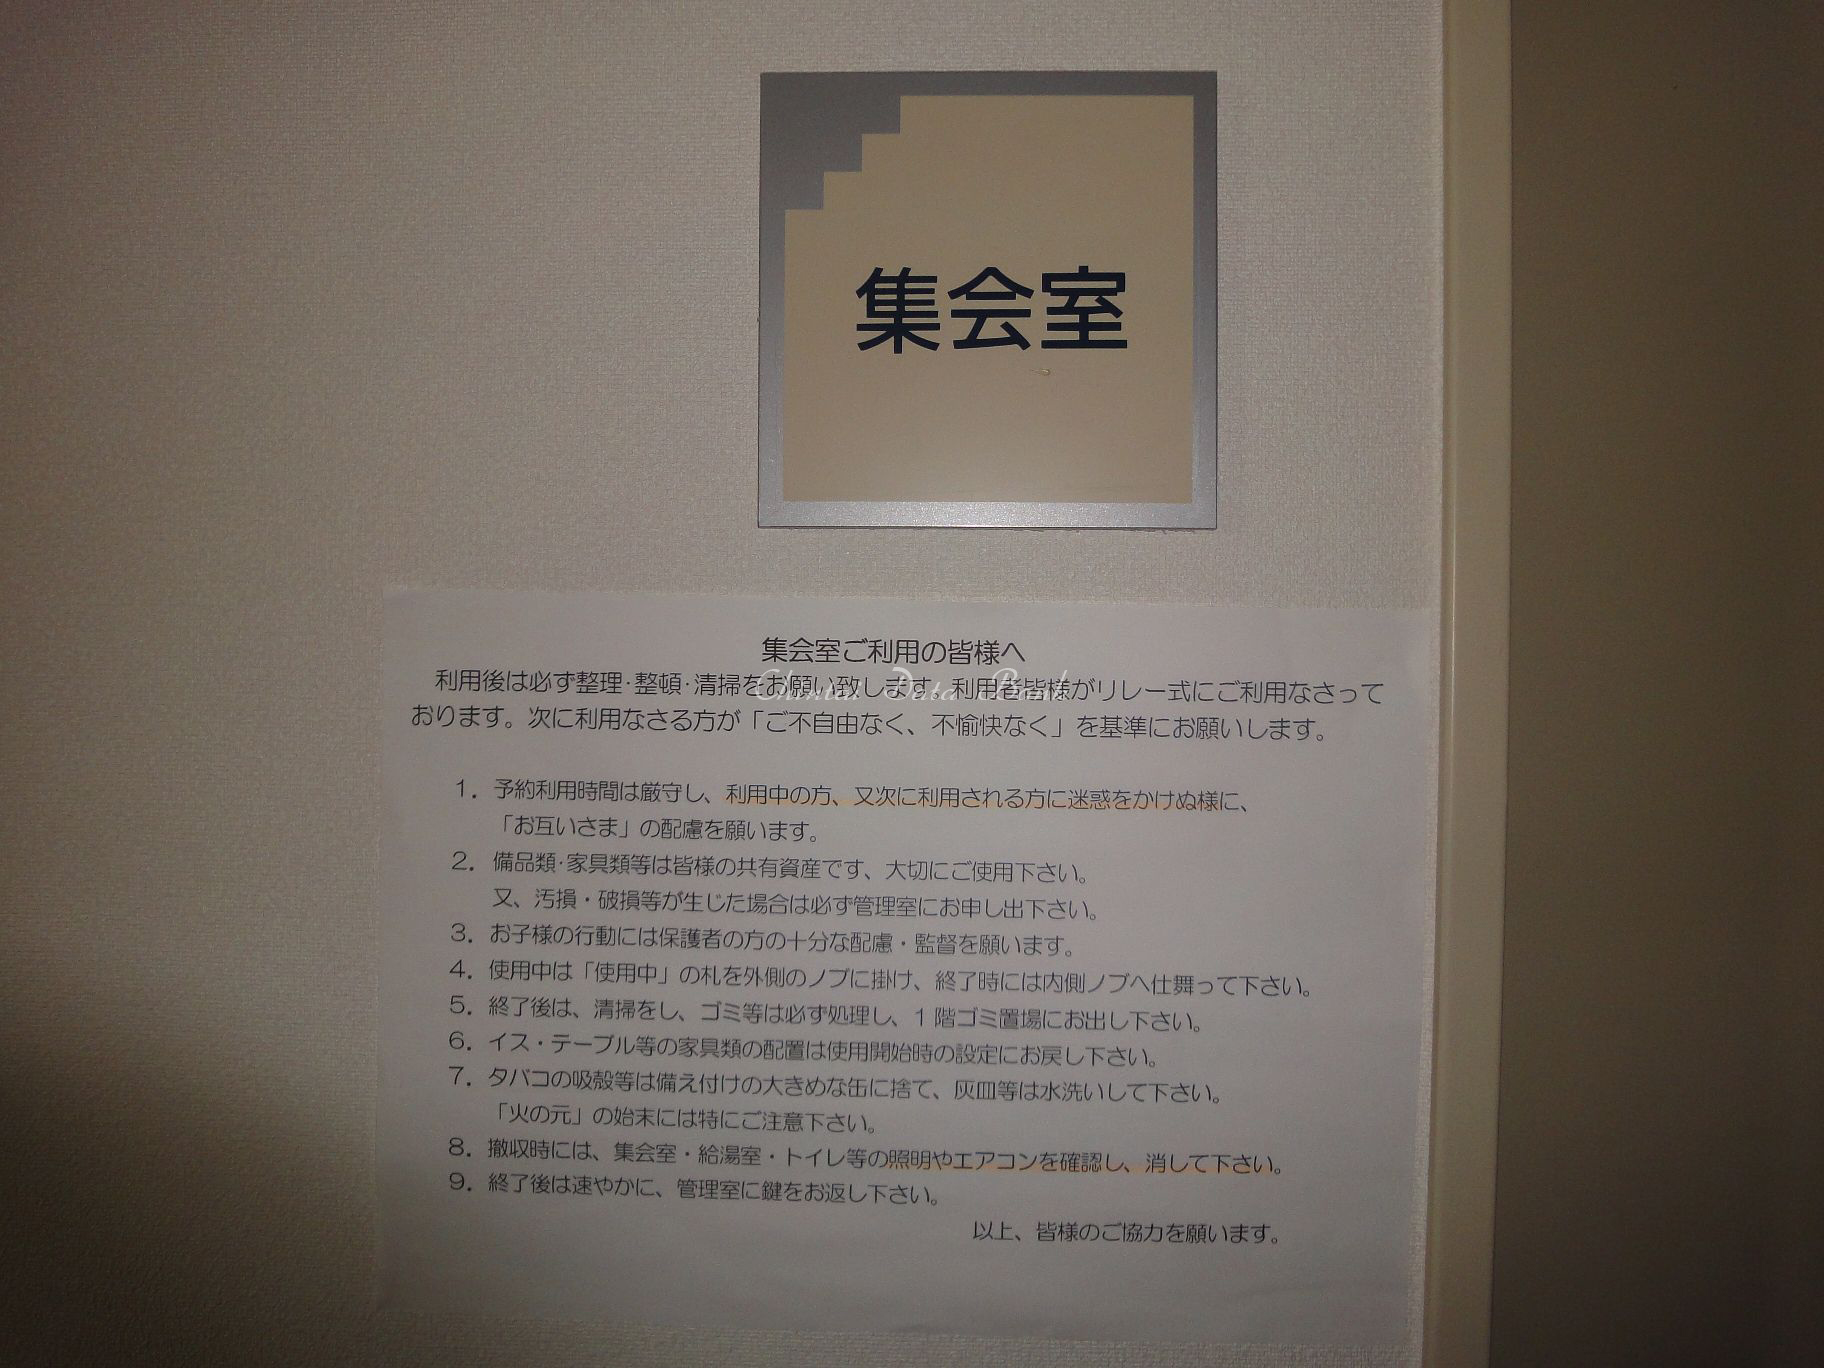 集会室
集会室ご利用の皆様へ
利用後は必ず整理・整頓・清掃をお願い致します。利用者皆様がリレー式にご利用なさって
おります。次に利用なさる方が「ご不自由なく、不愉快なく」を基準にお願いします。
1. 予約利用時間は厳守し、利用中の方、又次に利用される方に迷惑をかけぬ様に、
「お互いさま」の配慮を願います。
2. 備品類・家具類等は皆様の共有資産です、大切にご使用下さい。
又、汚損・破損等が生じた場合は必ず管理室にお申し出下さい。
3. お子様の行動には保護者の方の十分な配慮・監督を願います。
4. 使用中は「使用中」の札を外側のノブに掛け、終了時には内側ノブへ仕舞って下さい。
5. 終了後は、清掃をし、ゴミ等は必ず処理し、1階ゴミ置場にお出し下さい。
6. イス・テーブル等の家具類の配置は使用開始時の設定にお戻し下さい。
7. タバコの吸殻等は備え付けの大きめな缶に捨て、灰皿等は水洗いして下さい。
「火の元」の始末には特にご注意下さい。
8. 撤収時には、集会室・給湯室・トイレ等の照明やエアコンを確認し、消して下さい。
9. 終了後は速やかに、管理室に鍵をお返し下さい。
以上、皆様のご協力を願います。
Data Bank